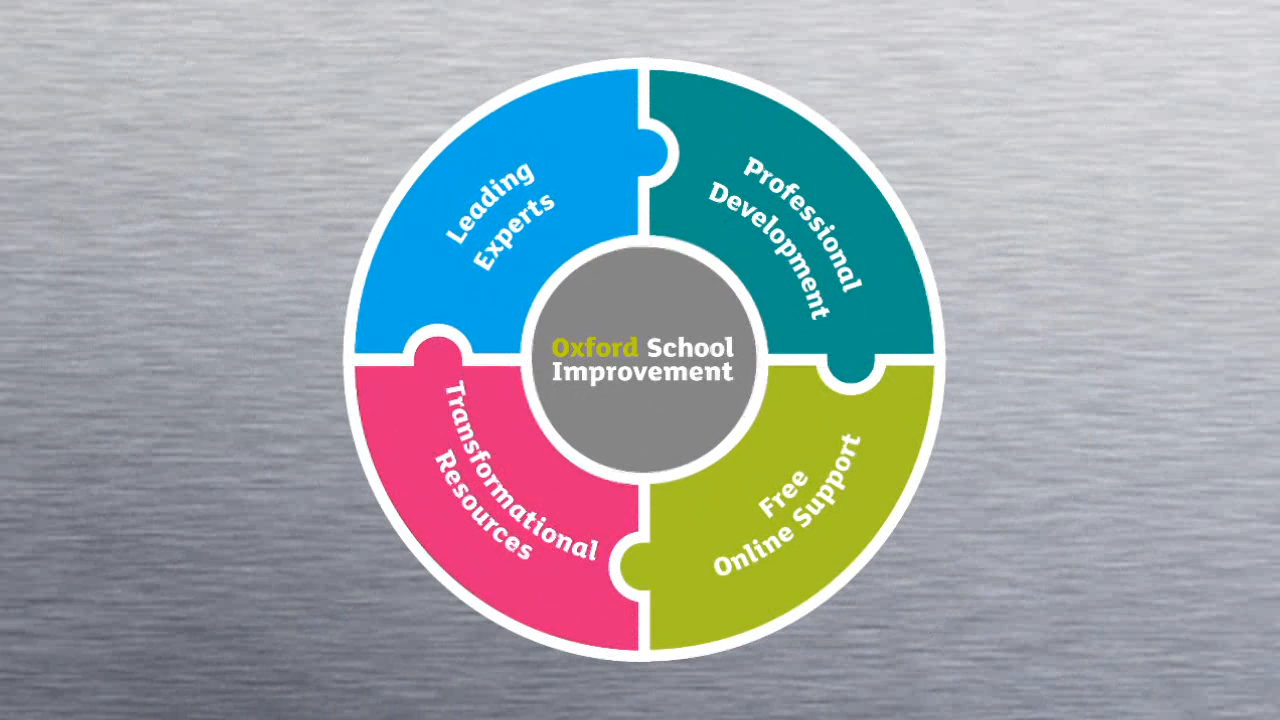 Leading
Experts
Professional
Development
Oxford School
Improvement
Transformational
Resources
Free
Online Support